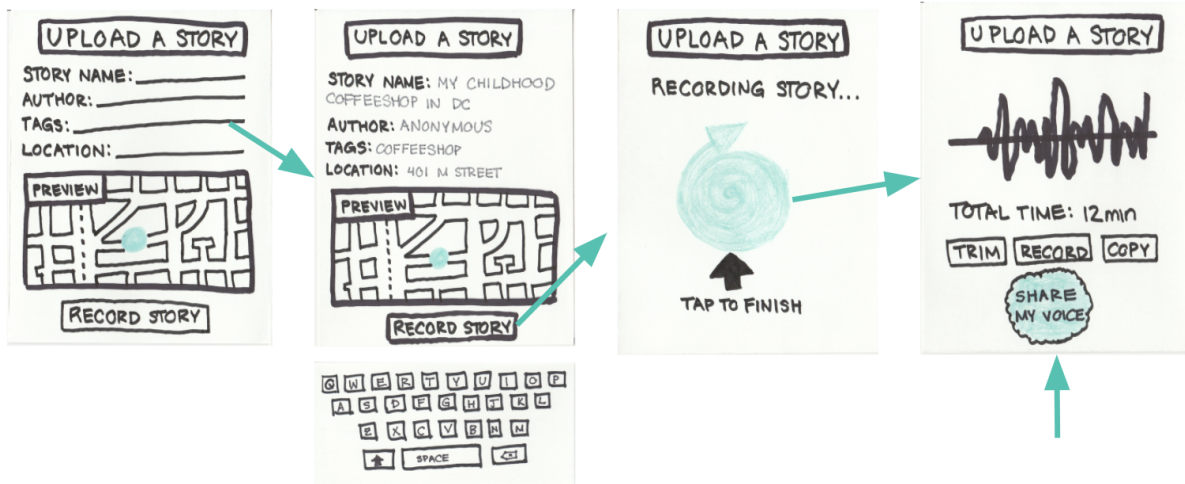 UPLOAD A STORY
STORY NAME:
AUTHOR:
TAGS:
LOCATION:
PREVIEW
RECORD STORY
UPLOAD A STORY
STORY NAME: MY CHILDHOOD
COFFEESHOP IN DC
AUTHOR: ANONYMOUS
TAGS: COFFEESHOP
LOCATION: 401 M STREET
PREVIEW
RECORD STORY
Q W E R T Y U I O P
A S D F G H J K L
Z X C V B N M
SPACE
UPLOAD A STORY
RECORDING STORY...
TAP TO FINISH
UPLOAD A STORY
TOTAL TIME: 12min
TRIM RECORD COPY
SHARE
MY VOICE